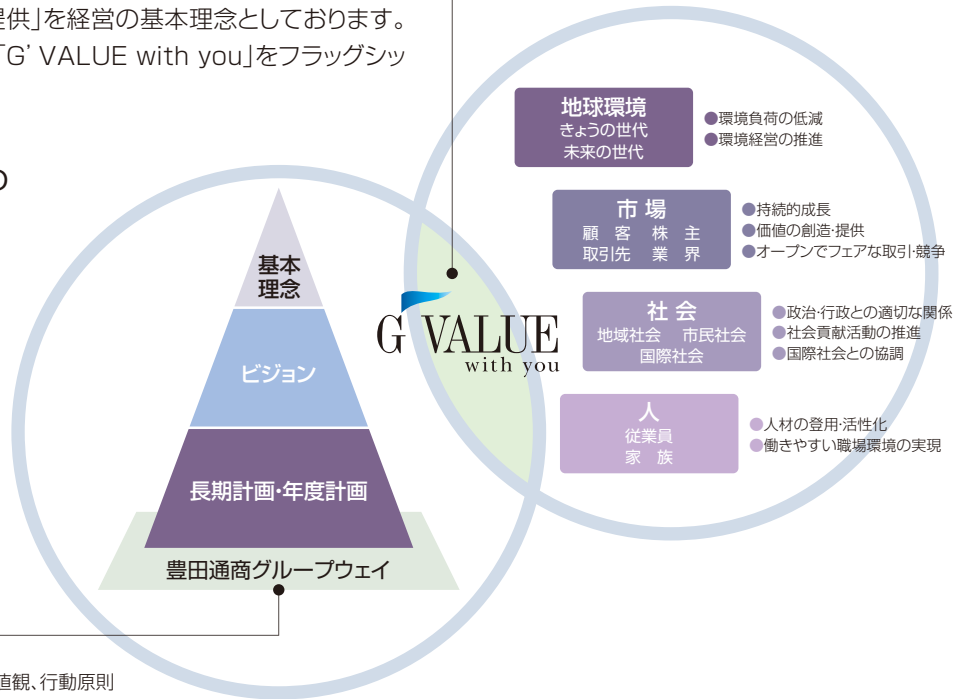 提供」を経営の基本理念としております。
「G' VALUE with you」をフラッグシッ
の
基本
理念
ビジョン
長期計画・年度計画
豊田通商グループウェイ
値観、行動原則
G' VALUE
with you
地球環境
きょうの世代
未来の世代
●環境負荷の低減
●環境経営の推進
市 場
顧 客 株 主
取引先 業 界
●持続的成長
●価値の創造・提供
●オープンでフェアな取引・競争
社 会
地域社会 市民社会
国際社会
●政治・行政との適切な関係
●社会貢献活動の推進
●国際社会との協調
人
従業員
家 族
●人材の登用・活性化
●働きやすい職場環境の実現